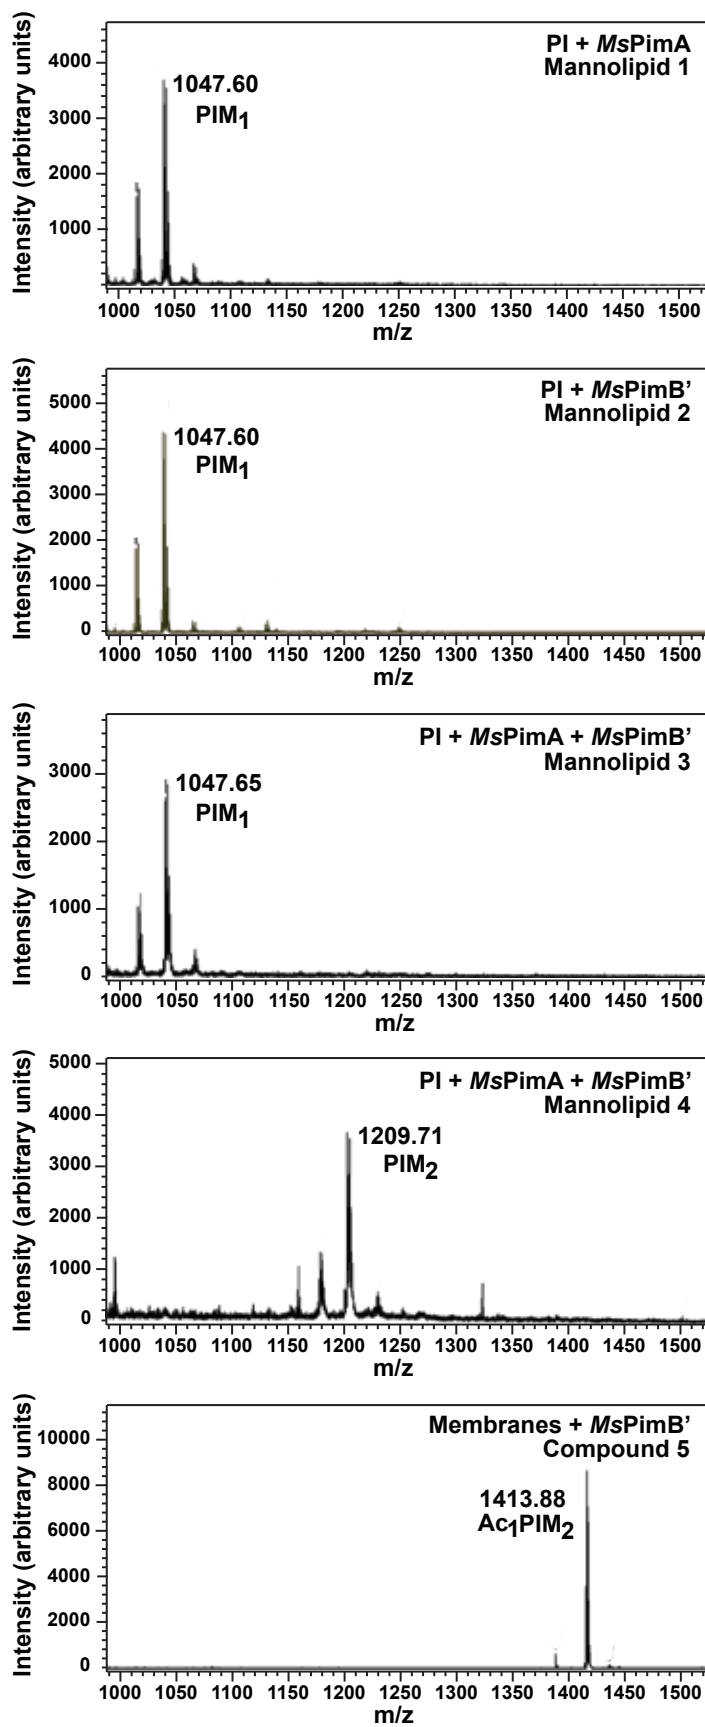 PI + MsPimA
Mannolipid 1
1047.60
PIM1
Intensity (arbitrary units)
4000
3000
2000
1000
1000 1050 1100 1150 1200 1250 1300 1350 1400 1450 1500
m/z
PI + MsPimB’
Mannolipid 2
1047.60
PIM1
Intensity (arbitrary units)
5000
4000
3000
2000
1000
0
1000 1050 1100 1150 1200 1250 1300 1350 1400 1450 1500
m/z
PI + MsPimA + MsPimB’
Mannolipid 3
1047.65
PIM1
Intensity (arbitrary units)
3000
2000
1000
0
1000 1050 1100 1150 1200 1250 1300 1350 1400 1450 1500
m/z
PI + MsPimA + MsPimB’
Mannolipid 4
1209.71
PIM2
Intensity (arbitrary units)
5000
4000
3000
2000
1000
0
1000 1050 1100 1150 1200 1250 1300 1350 1400 1450 1500
m/z
Membranes + MsPimB’
Compound 5
1413.88
Ac1PIM2
Intensity (arbitrary units)
10000
8000
6000
4000
2000
0
1000 1050 1100 1150 1200 1250 1300 1350 1400 1450 1500
m/z